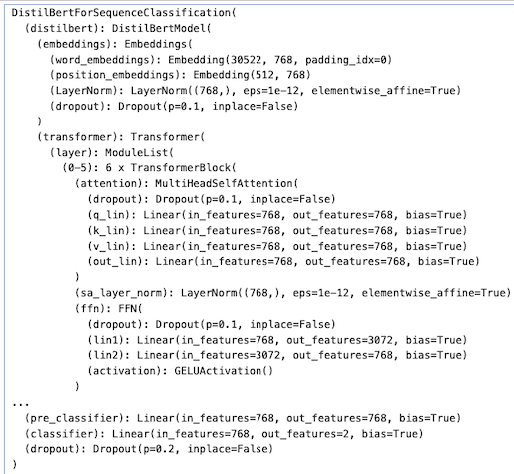 DistilBertForSequenceClassification(
  (distilbert): DistilBertModel(
    (embeddings): Embeddings(
      (word_embeddings): Embedding(30522, 768, padding_idx=0)
      (position_embeddings): Embedding(512, 768)
      (LayerNorm): LayerNorm((768,), eps=1e-12, elementwise_affine=True)
      (dropout): Dropout(p=0.1, inplace=False)
    )
    (transformer): Transformer(
      (layer): ModuleList(
        (0-5): 6 x TransformerBlock(
          (attention): MultiHeadSelfAttention(
            (dropout): Dropout(p=0.1, inplace=False)
            (q_lin): Linear(in_features=768, out_features=768, bias=True)
            (k_lin): Linear(in_features=768, out_features=768, bias=True)
            (v_lin): Linear(in_features=768, out_features=768, bias=True)
            (out_lin): Linear(in_features=768, out_features=768, bias=True)
          )
          (sa_layer_norm): LayerNorm((768,), eps=1e-12, elementwise_affine=True)
          (ffn): FFN(
            (dropout): Dropout(p=0.1, inplace=False)
            (lin1): Linear(in_features=768, out_features=3072, bias=True)
            (lin2): Linear(in_features=3072, out_features=768, bias=True)
            (activation): GELUActivation()
          )
...
  (pre_classifier): Linear(in_features=768, out_features=768, bias=True)
  (classifier): Linear(in_features=768, out_features=2, bias=True)
  (dropout): Dropout(p=0.2, inplace=False)
)